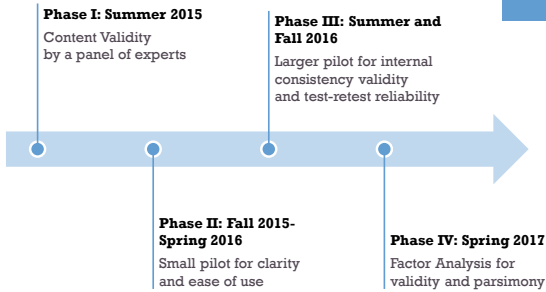 Phase I: Summer 2015
Content Validity
by a panel of experts
Phase III: Summer and
Fall 2016
Larger pilot for internal
consistency validity
and test-retest reliability
Phase II: Fall 2015-
Spring 2016
Small pilot for clarity
and ease of use
Phase IV: Spring 2017
Factor Analysis for
validity and parsimony